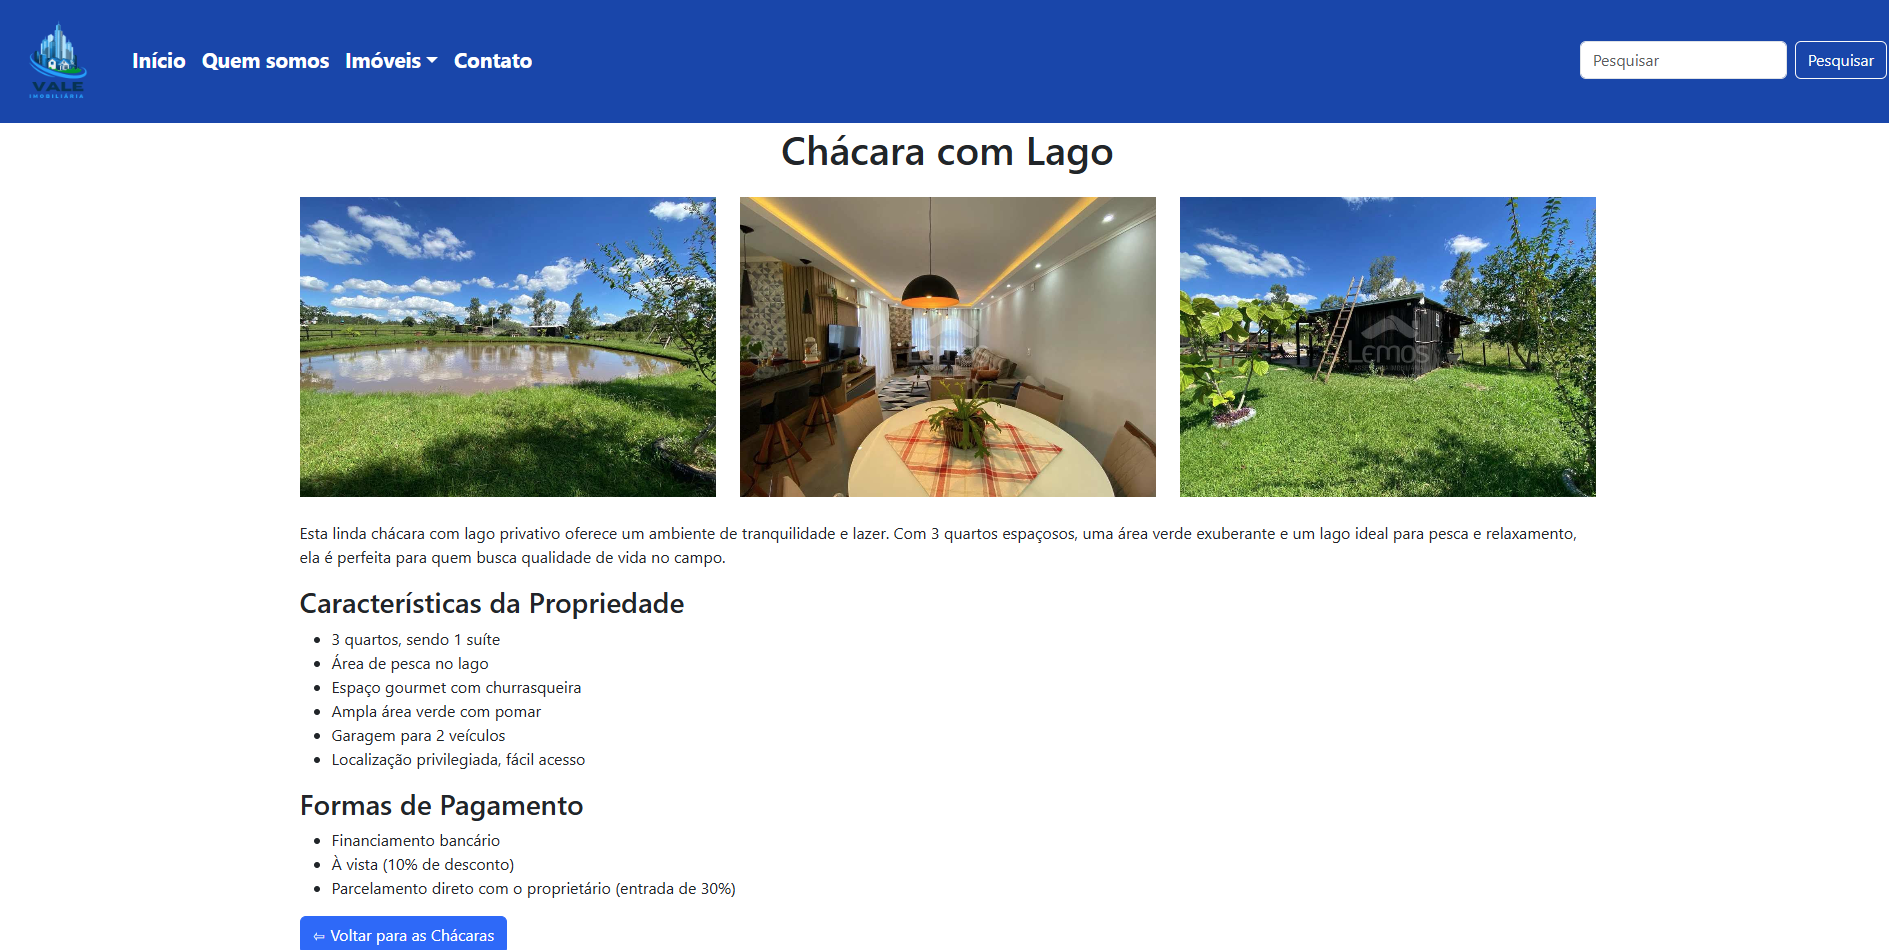 VALE
IMOBILIÁRIA
Início Quem somos Imóveis Contato
Pesquisar Pesquisar
Chácara com Lago
Lemos
Esta linda chácara com lago privativo oferece um ambiente de tranquilidade e lazer. Com 3 quartos espaçosos, uma área verde exuberante e um lago ideal para pesca e relaxamento,
ela é perfeita para quem busca qualidade de vida no campo.
Características da Propriedade
• 3 quartos, sendo 1 suíte
• Área de pesca no lago
• Espaço gourmet com churrasqueira
• Ampla área verde com pomar
• Garagem para 2 veículos
• Localização privilegiada, fácil acesso
Formas de Pagamento
• Financiamento bancário
• À vista (10% de desconto)
• Parcelamento direto com o proprietário (entrada de 30%)
⇦ Voltar para as Chácaras